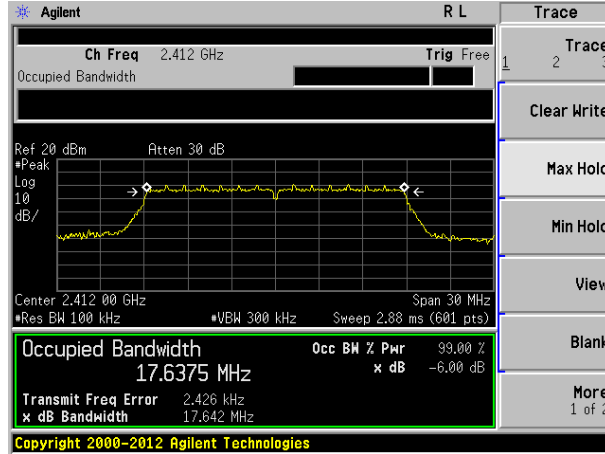 Agilent R L Trace
Ch Freq 2.412 GHz Trig Free
Occupied Bandwidth
Trace
1 2 3
Clear Write
Max Hold
Min Hold
View
Blank
More
1 of 2
Ref 20 dBm Atten 30 dB
#Peak
Log
10
dB/
Center 2.412 00 GHz Span 30 MHz
#Res BW 100 kHz #VBW 300 kHz Sweep 2.88 ms (601 pts)
Occupied Bandwidth Occ BW % Pwr 99.00 %
17.6375 MHz x dB -6.00 dB
Transmit Freq Error 2.426 kHz
x dB Bandwidth 17.642 MHz
Copyright 2000-2012 Agilent Technologies